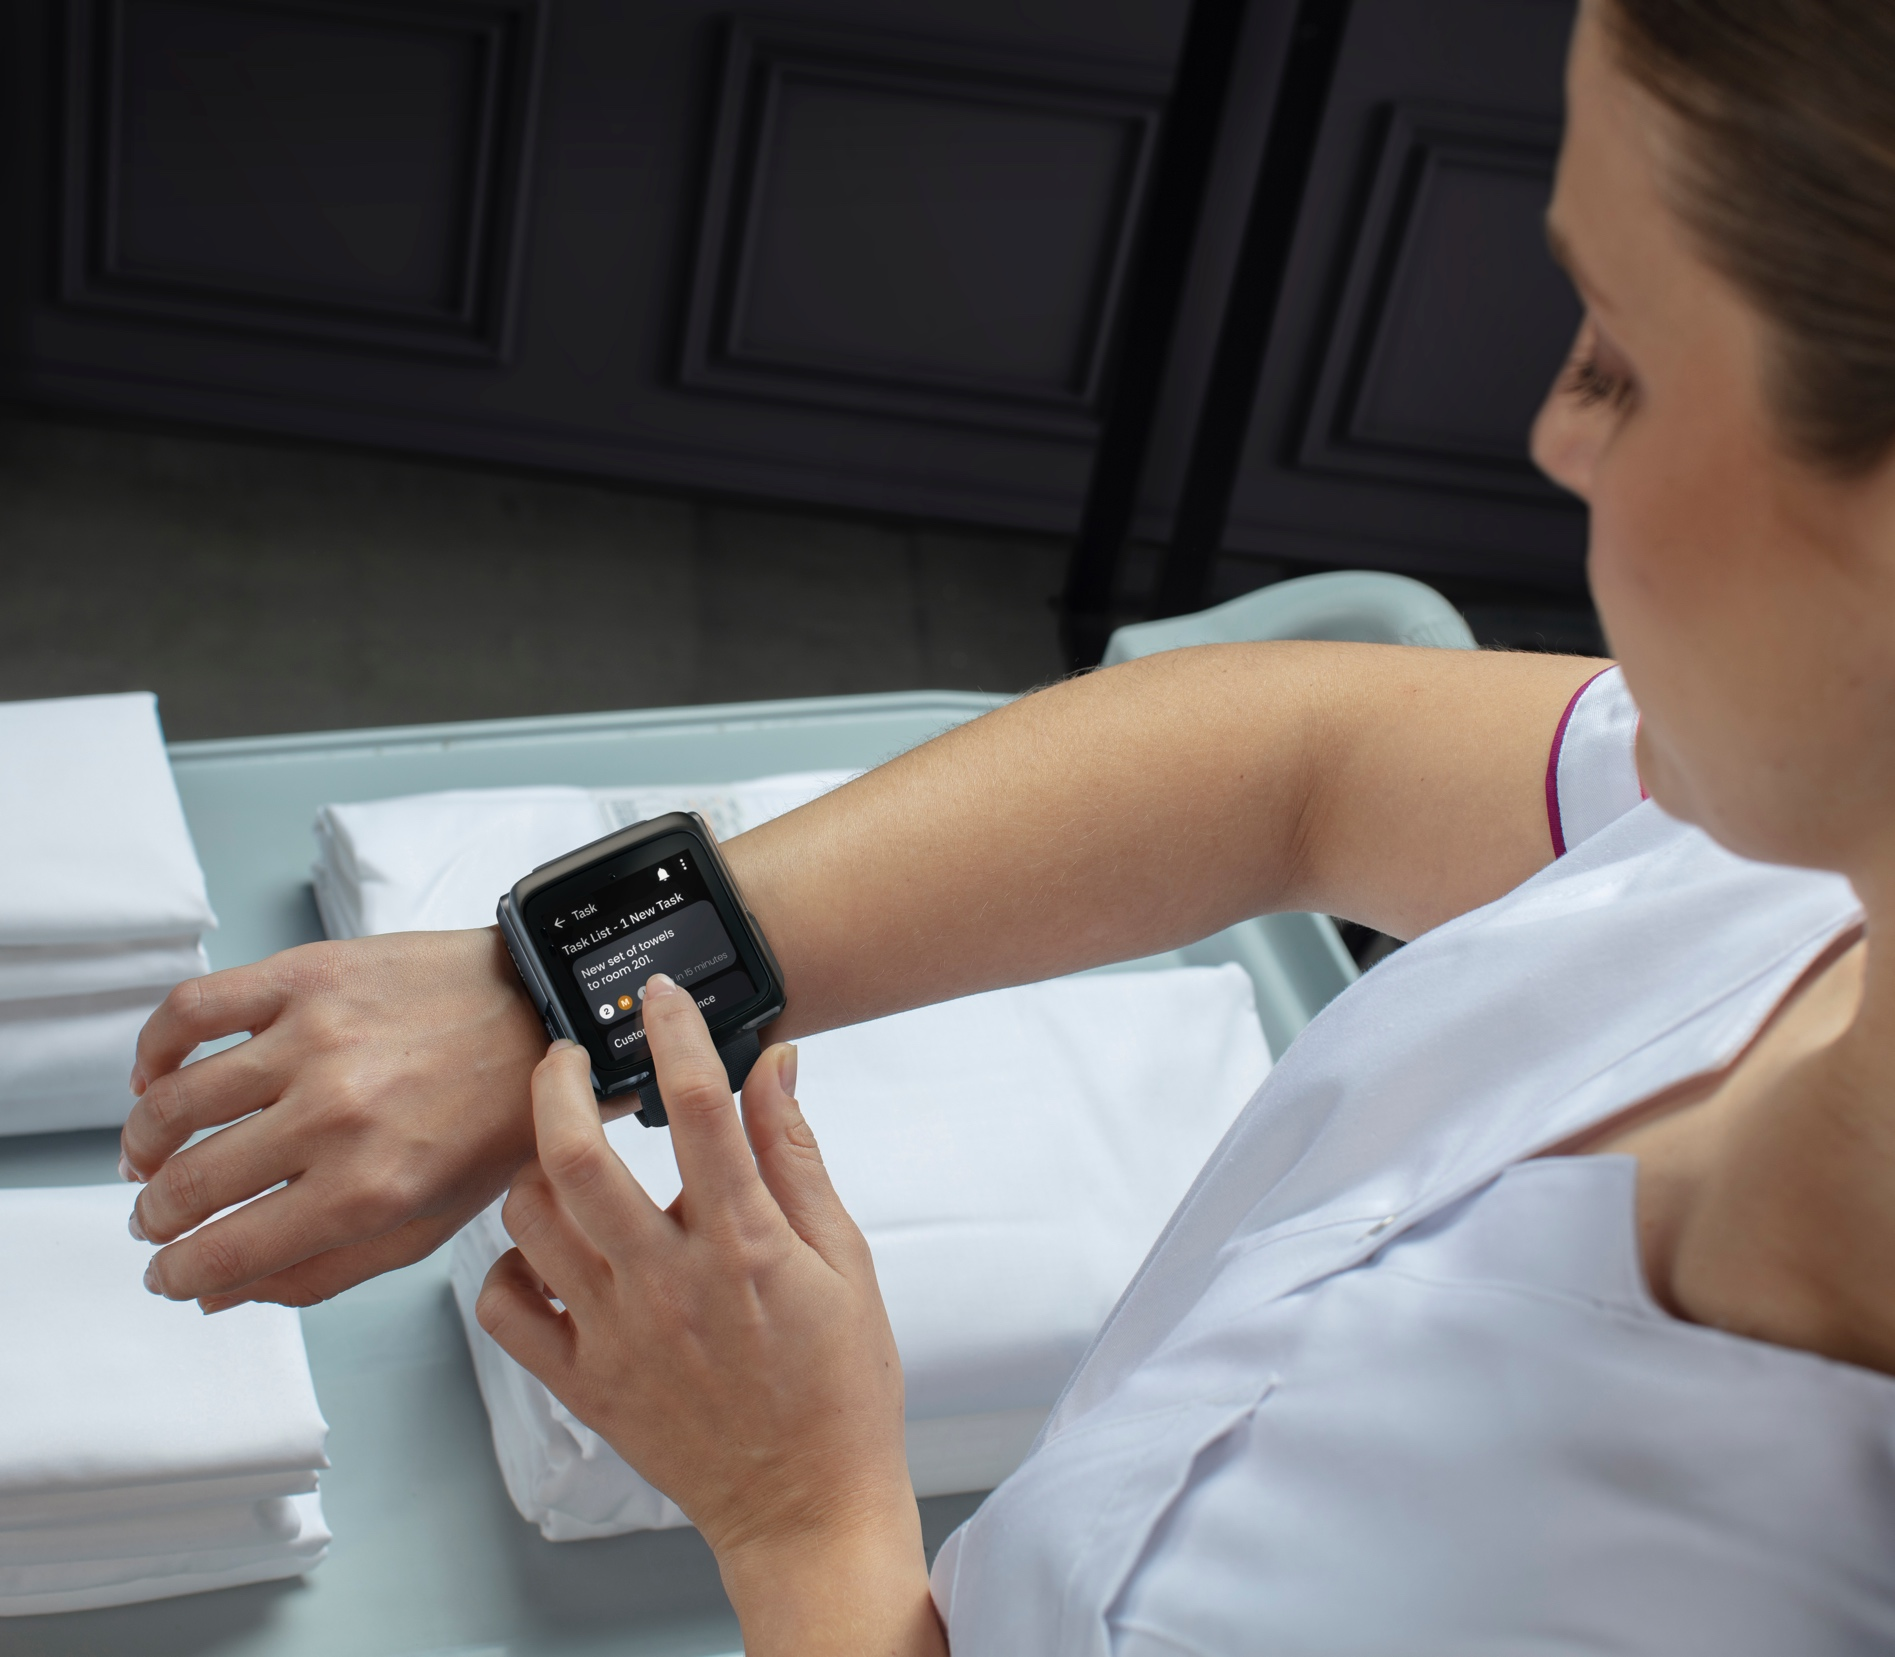 ← Task
Task List - 1 New Task
New set of towels
to room 201.
2 M in 15 minutes